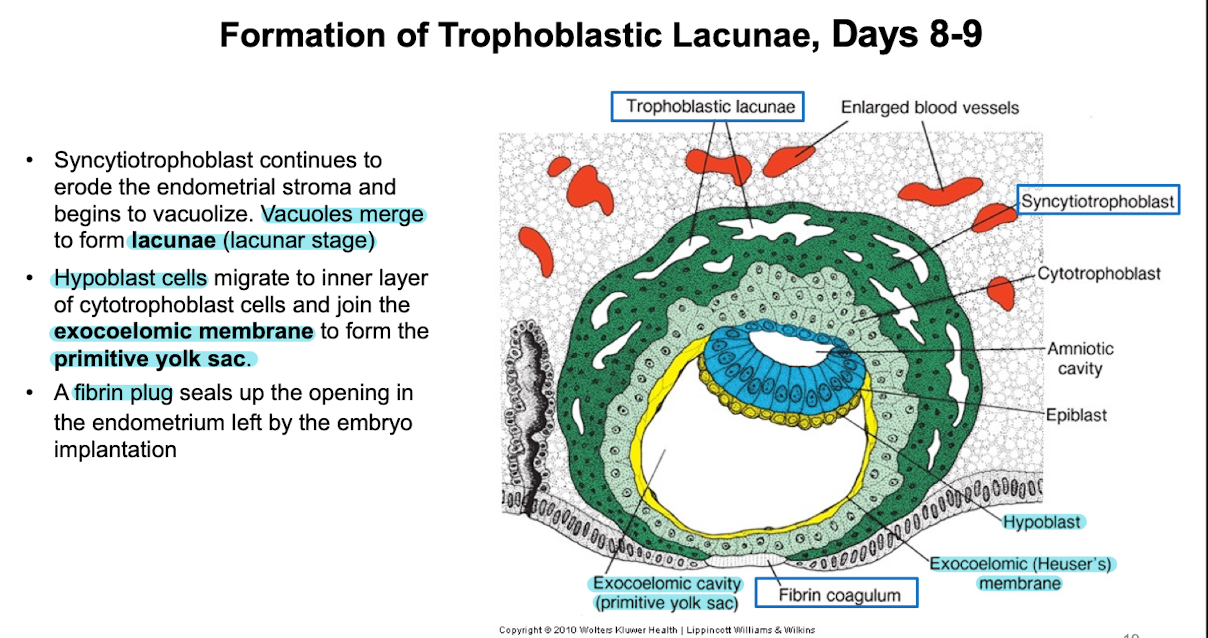 Formation of Trophoblastic Lacunae, Days 8-9
• Syncytiotrophoblast continues to
erode the endometrial stroma and
begins to vacuolize. Vacuoles merge
to form lacunae (lacunar stage)
• Hypoblast cells migrate to inner layer
of cytotrophoblast cells and join the
exocoelomic membrane to form the
primitive yolk sac.
• A fibrin plug seals up the opening in
the endometrium left by the embryo
implantation
Trophoblastic lacunae
Enlarged blood vessels
Syncytiotrophoblast
Cytotrophoblast
Amniotic
cavity
Epiblast
Hypoblast
Exocoelomic (Heuser's)
membrane
Fibrin coagulum
Exocoelomic cavity
(primitive yolk sac)
Copyright © 2010 Wolters Kluwer Health | Lippincott Williams & Wilkins